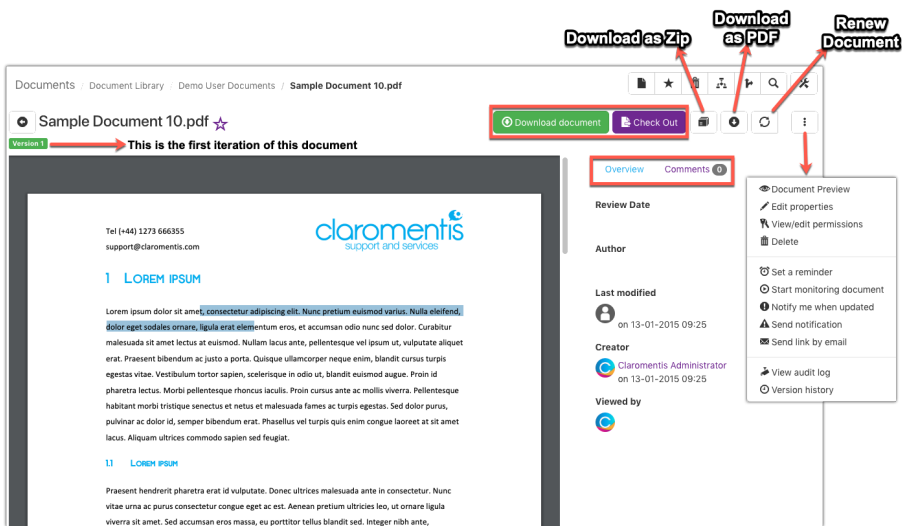 Download as Zip
Download
as PDF
Renew
Document
Documents / Document Library / Demo User Documents / Sample Document 10.pdf
Sample Document 10.pdf
Download document
Check Out
Version 1
This is the first iteration of this document
Overview
Comments 0
Review Date
Author
Last modified
on 13-01-2015 09:25
Creator
Claromentis Administrator
on 13-01-2015 09:25
Viewed by
Document Preview
Edit properties
View/edit permissions
Delete
Set a reminder
Start monitoring document
Notify me when updated
Send notification
Send link by email
View audit log
Version history
Tel (+44) 1273 666355
support@claromentis.com
claromentis
support and services
1 Lorem ipsum
Lorem ipsum dolor sit amet, consectetur adipiscing elit. Nunc pretium euismod varius. Nulla eleifend,
dolor eget sodales ornare, ligula erat elementum eros, et accumsan odio nunc sed dolor. Curabitur
malesuada sit amet lectus at euismod. Nullam lacus ante, pellentesque vel ipsum ut, vulputate aliquet
erat. Praesent bibendum ac justo a porta. Quisque ullamcorper neque enim, blandit cursus turpis
egestas vitae. Vestibulum tortor sapien, scelerisque in odio ut, blandit euismod augue. Proin id
pharetra lectus. Morbi pellentesque rhoncus iaculis. Proin cursus ante ac mollis viverra. Pellentesque
habitant morbi tristique senectus et netus et malesuada fames ac turpis egestas. Sed dolor purus,
pulvinar ac dolor id, semper bibendum erat. Phasellus vel turpis quis enim congue laoreet at sit amet
lacus. Aliquam ultrices commodo sapien sed feugiat.
1.1 Lorem ipsum
Praesent hendrerit pharetra erat id vulputate. Donec ultrices malesuada ante in consectetur. Nunc
vitae urna ac purus consectetur congue eget ac est. Aenean pretium ultricies leo, ut ornare ligula
viverra sit amet. Sed accumsan eros massa, eu porttitor tellus blandit sed. Integer nibh ante,